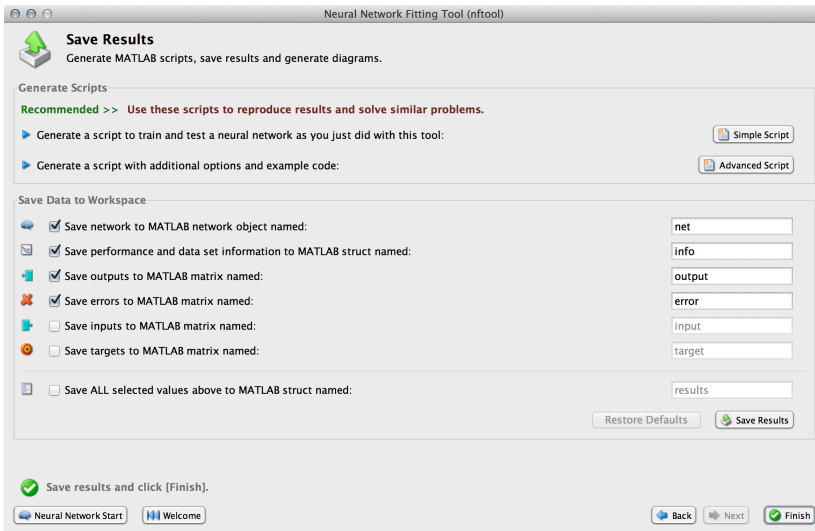 Neural Network Fitting Tool (nftool)
Save Results
Generate MATLAB scripts, save results and generate diagrams.
Generate Scripts
Recommended >> Use these scripts to reproduce results and solve similar problems.
Generate a script to train and test a neural network as you just did with this tool: Simple Script
Generate a script with additional options and example code: Advanced Script
Save Data to Workspace
Save network to MATLAB network object named: net
Save performance and data set information to MATLAB struct named: info
Save outputs to MATLAB matrix named: output
Save errors to MATLAB matrix named: error
Save inputs to MATLAB matrix named: input
Save targets to MATLAB matrix named: target
Save ALL selected values above to MATLAB struct named: results
Restore Defaults Save Results
Save results and click [Finish].
Neural Network Start Welcome Back Next Finish